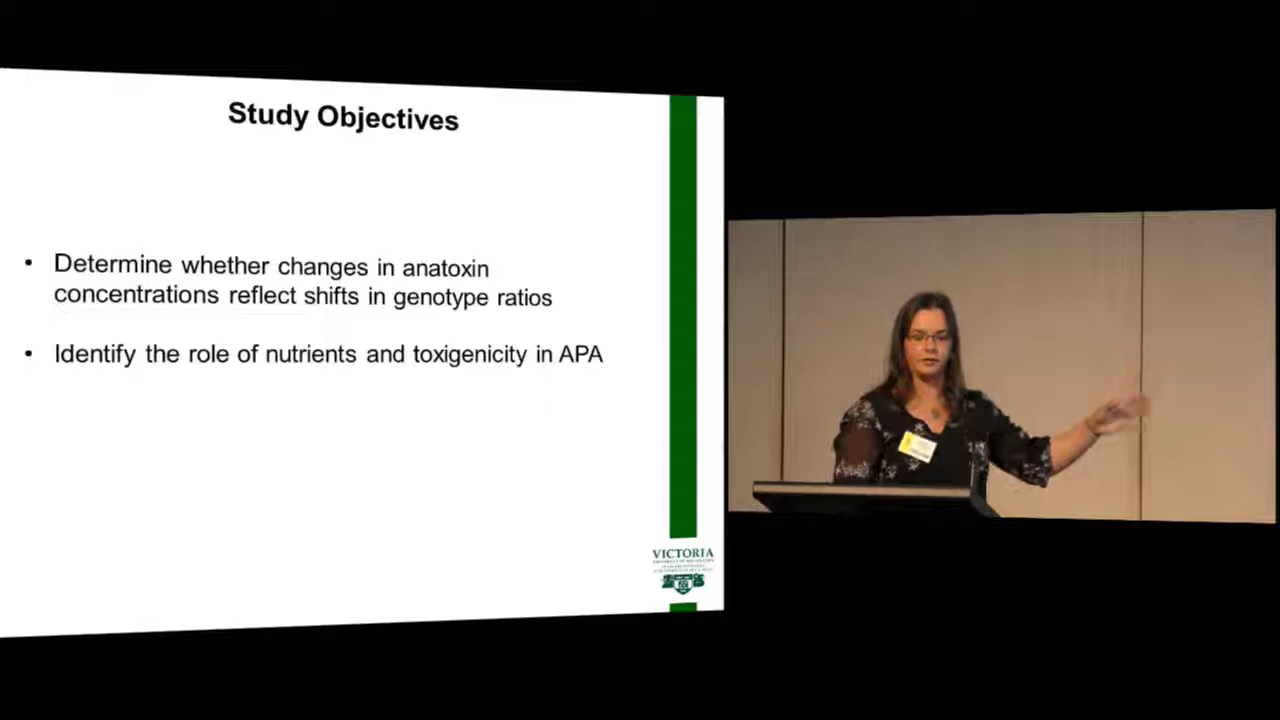 Study Objectives
• Determine whether changes in anatoxin
concentrations reflect shifts in genotype ratios
• Identify the role of nutrients and toxigenicity in APA
VICTORIA